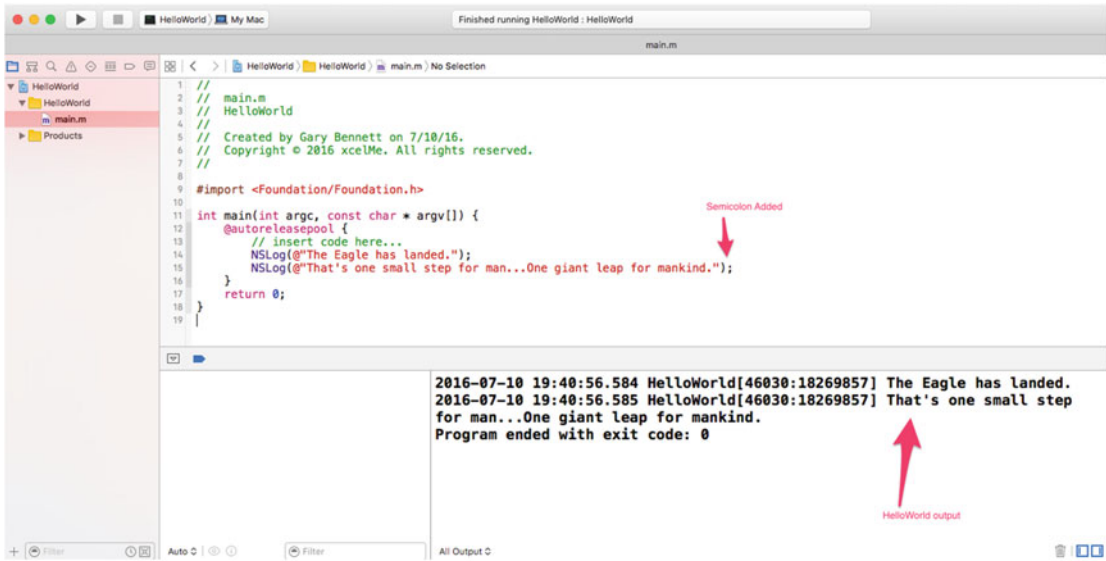 HelloWorld 〉 My Mac
Finished running HelloWorld : HelloWorld
main.m
HelloWorld 〉 HelloWorld 〉 main.m 〉 No Selection
HelloWorld
HelloWorld
main.m
Products
1 //
2 //  main.m
3 //  HelloWorld
4 //
5 //  Created by Gary Bennett on 7/10/16.
6 //  Copyright © 2016 xcelMe. All rights reserved.
7 //
8
9 #import <Foundation/Foundation.h>
10
11 int main(int argc, const char * argv[]) {
12     @autoreleasepool {
13         // insert code here...
14         NSLog(@"The Eagle has landed.");
15         NSLog(@"That's one small step for man...One giant leap for mankind.");
16     }
17     return 0;
18 }
19
Semicolon Added
2016-07-10 19:40:56.584 HelloWorld[46030:18269857] The Eagle has landed.
2016-07-10 19:40:56.585 HelloWorld[46030:18269857] That's one small step
for man...One giant leap for mankind.
Program ended with exit code: 0
HelloWorld output
Filter
Auto
Filter
All Output